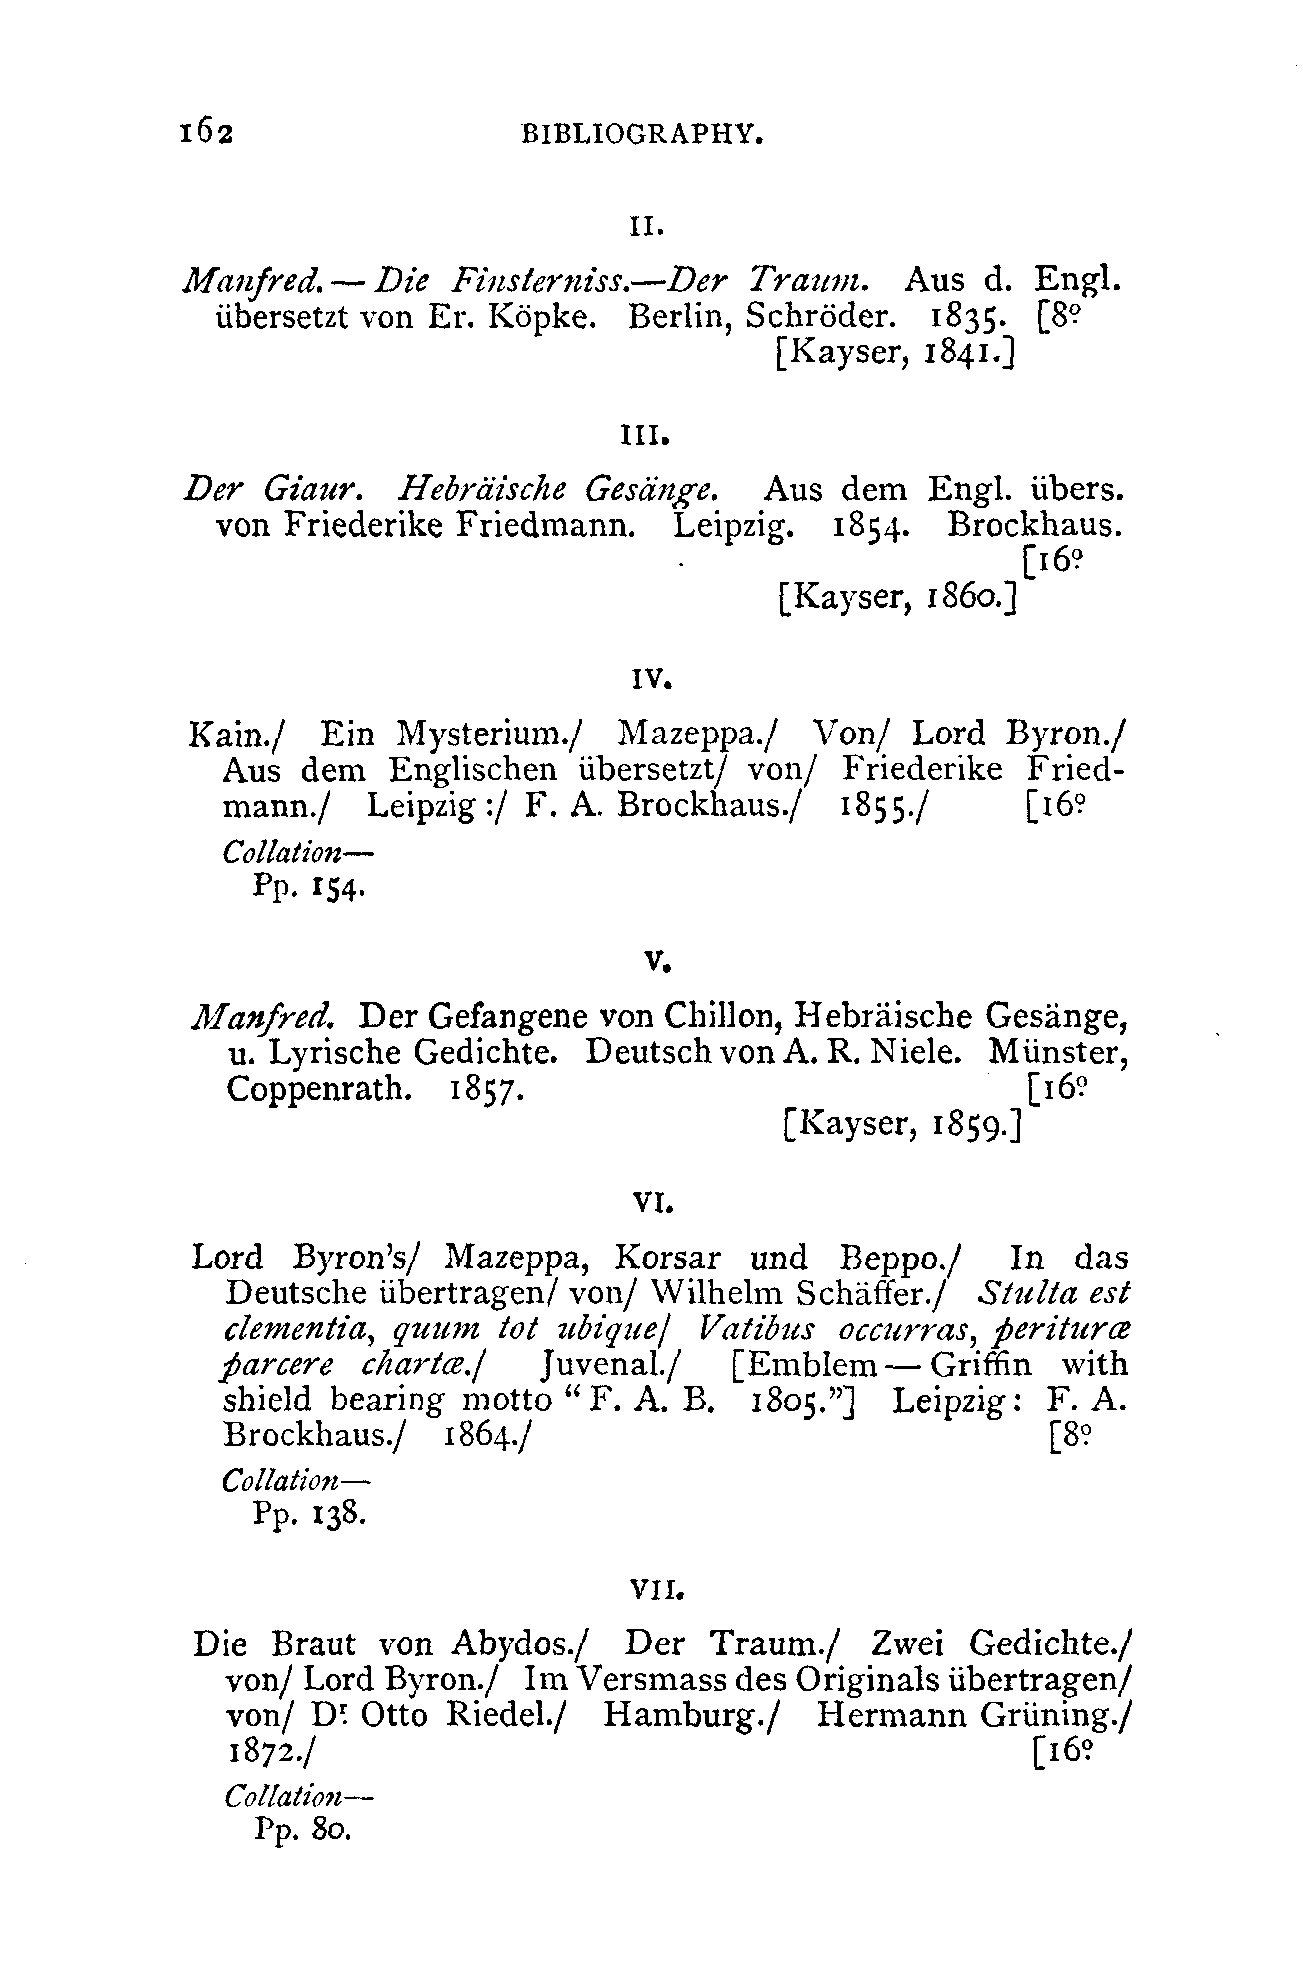 162 BIBLIOGRAPHY.
II.
Manfred. — Die Finsterniss.—Der Traum. Aus d. Engl.
übersetzt von Er. Köpke. Berlin, Schröder. 1835. [8º
[Kayser, 1841.]
III.
Der Giaur. Hebräische Gesänge. Aus dem Engl. übers.
von Friederike Friedmann. Leipzig. 1854. Brockhaus.
[16º
[Kayser, 1860.]
IV.
Kain./ Ein Mysterium./ Mazeppa./ Von/ Lord Byron./
Aus dem Englischen übersetzt/ von/ Friederike Fried-
mann./ Leipzig :/ F. A. Brockhaus./ 1855./ [16º
Collation—
Pp. 154.
V.
Manfred. Der Gefangene von Chillon, Hebräische Gesänge,
u. Lyrische Gedichte. Deutsch von A. R. Niele. Münster,
Coppenrath. 1857. [16º
[Kayser, 1859.]
VI.
Lord Byron's/ Mazeppa, Korsar und Beppo./ In das
Deutsche übertragen/ von/ Wilhelm Schäffer./ Stulta est
clementia, quum tot ubique/ Vatibus occurras, perituræ
parcere chartæ./ Juvenal./ [Emblem — Griffin with
shield bearing motto “F. A. B. 1805.”] Leipzig: F. A.
Brockhaus./ 1864./ [8º
Collation—
Pp. 138.
VII.
Die Braut von Abydos./ Der Traum./ Zwei Gedichte./
von/ Lord Byron./ Im Versmass des Originals übertragen/
von/ Dr. Otto Riedel./ Hamburg./ Hermann Grüning./
1872./ [16º
Collation—
Pp. 80.